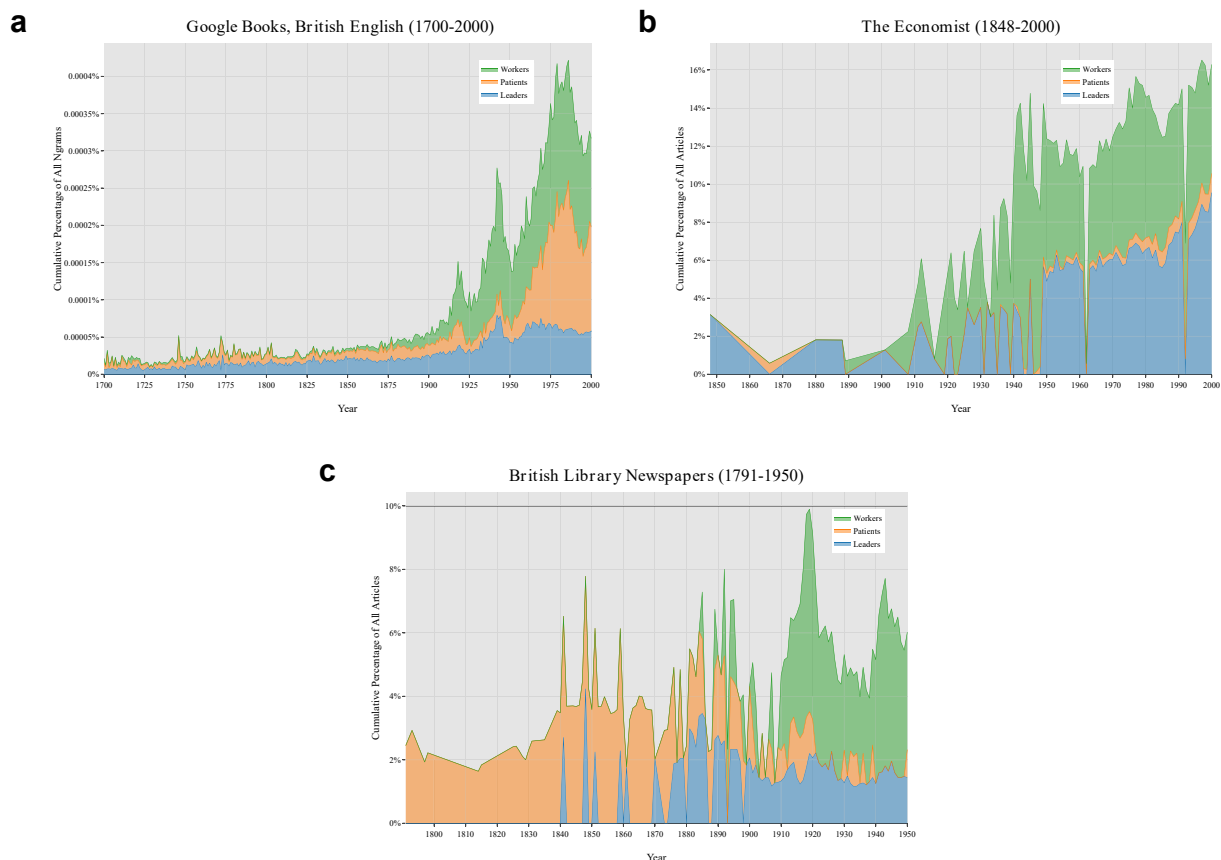 a
Google Books, British English (1700-2000)
Cumulative Percentage of All Ngrams
0.0004%
0.00035%
0.0003%
0.00025%
0.0002%
0.00015%
0.0001%
0.00005%
0%
Workers
Patients
Leaders
1700 1725 1750 1775 1800 1825 1850 1875 1900 1925 1950 1975 2000
Year
b
The Economist (1848-2000)
Cumulative Percentage of All Articles
16%
14%
12%
10%
8%
6%
4%
2%
0%
Workers
Patients
Leaders
1850 1860 1870 1880 1890 1900 1910 1920 1930 1940 1950 1960 1970 1980 1990 2000
Year
c
British Library Newspapers (1791-1950)
Cumulative Percentage of All Articles
10%
8%
6%
4%
2%
0%
Workers
Patients
Leaders
1800 1810 1820 1830 1840 1850 1860 1870 1880 1890 1900 1910 1920 1930 1940 1950
Year